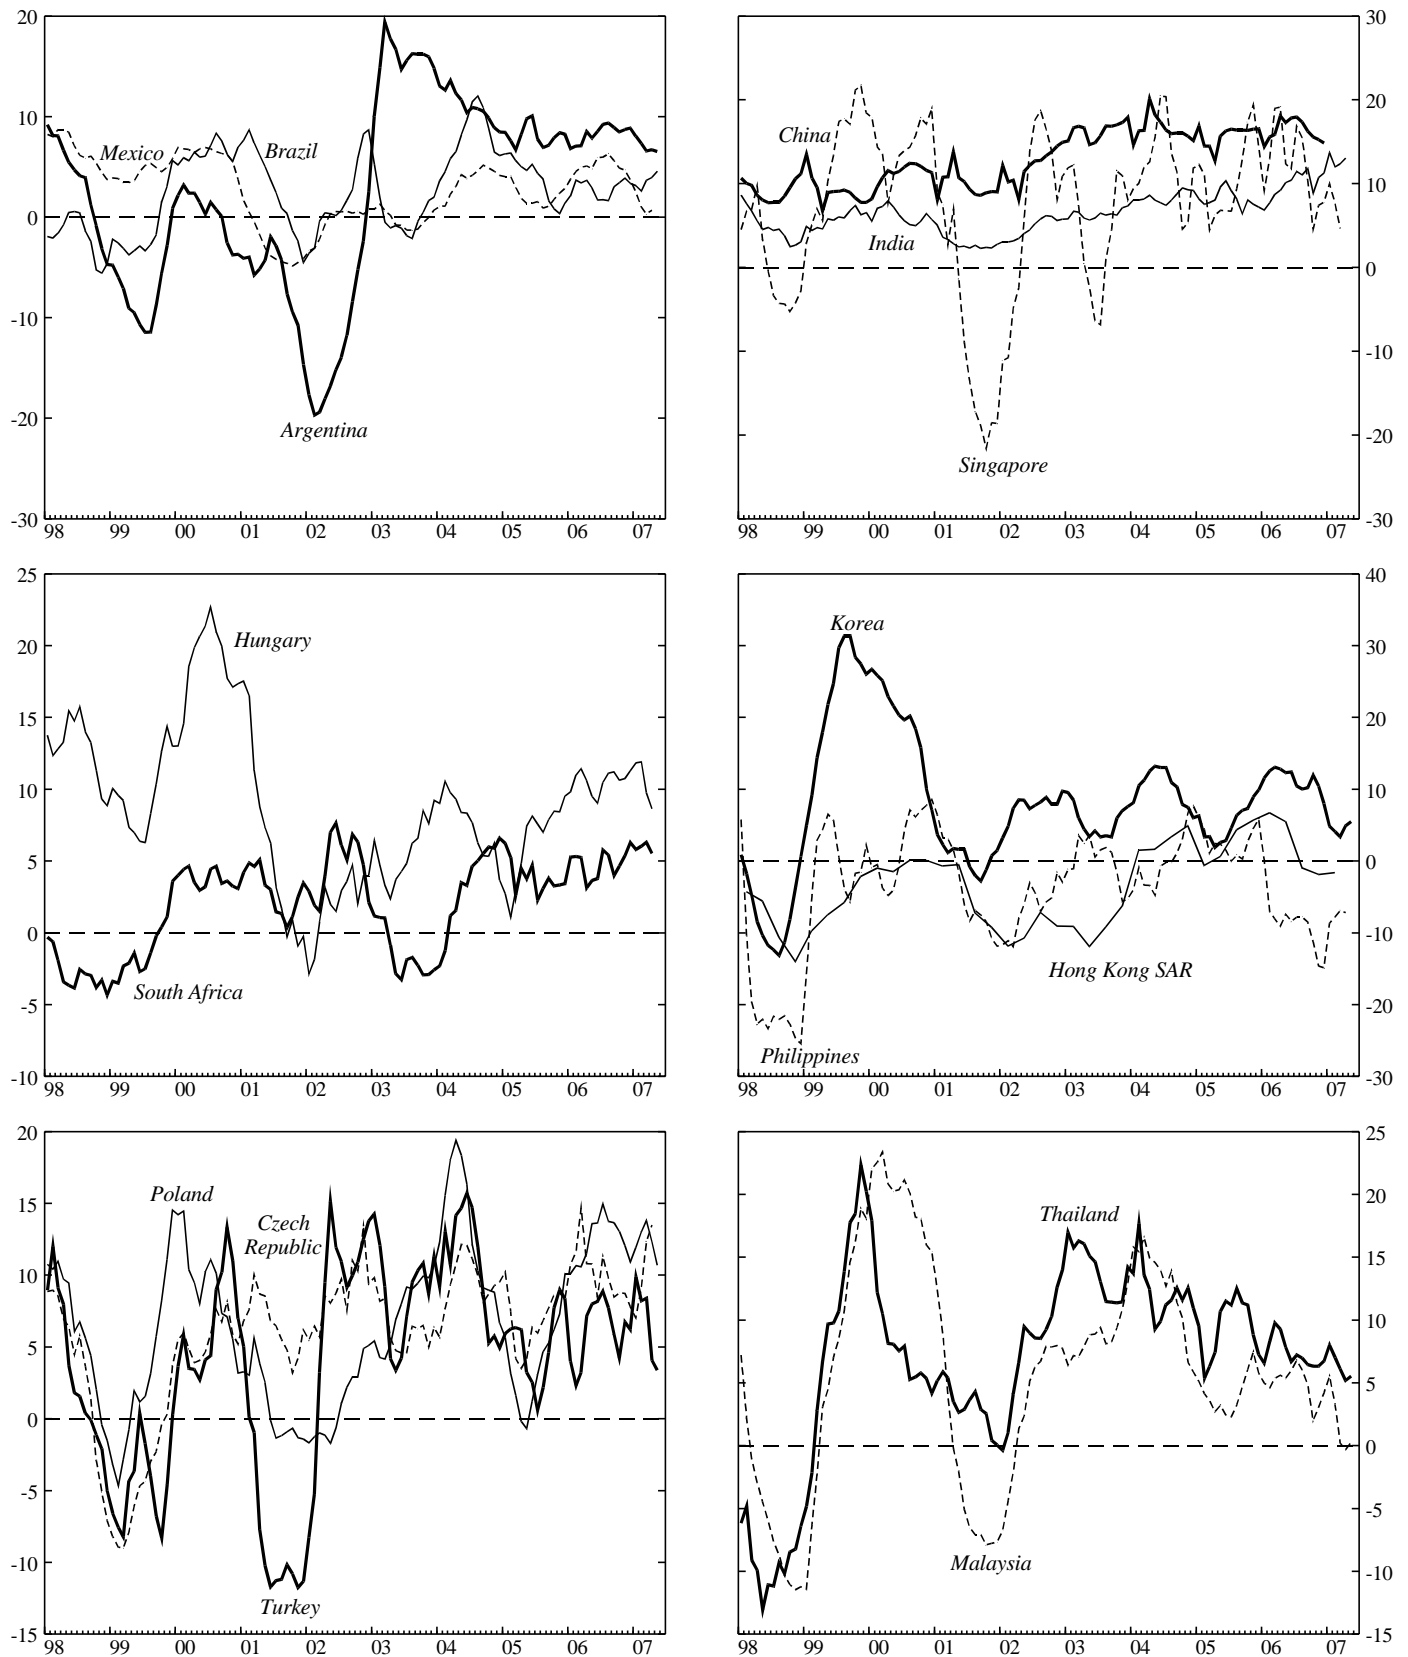 20 30
10 20
0 10
-10 0
-20 -10
-30 -20
-30
Mexico Brazil
Argentina
China
India
Singapore
98 99 00 01 02 03 04 05 06 07
98 99 00 01 02 03 04 05 06 07
25 40
20 30
15 20
10 10
5 0
0 -10
-5 -20
-10 -30
Hungary
South Africa
Korea
Hong Kong SAR
Philippines
98 99 00 01 02 03 04 05 06 07
98 99 00 01 02 03 04 05 06 07
20 25
15 20
10 15
5 10
0 5
-5 0
-10 -5
-15 -10
-15
Poland
Czech
Republic
Turkey
Thailand
Malaysia
98 99 00 01 02 03 04 05 06 07
98 99 00 01 02 03 04 05 06 07